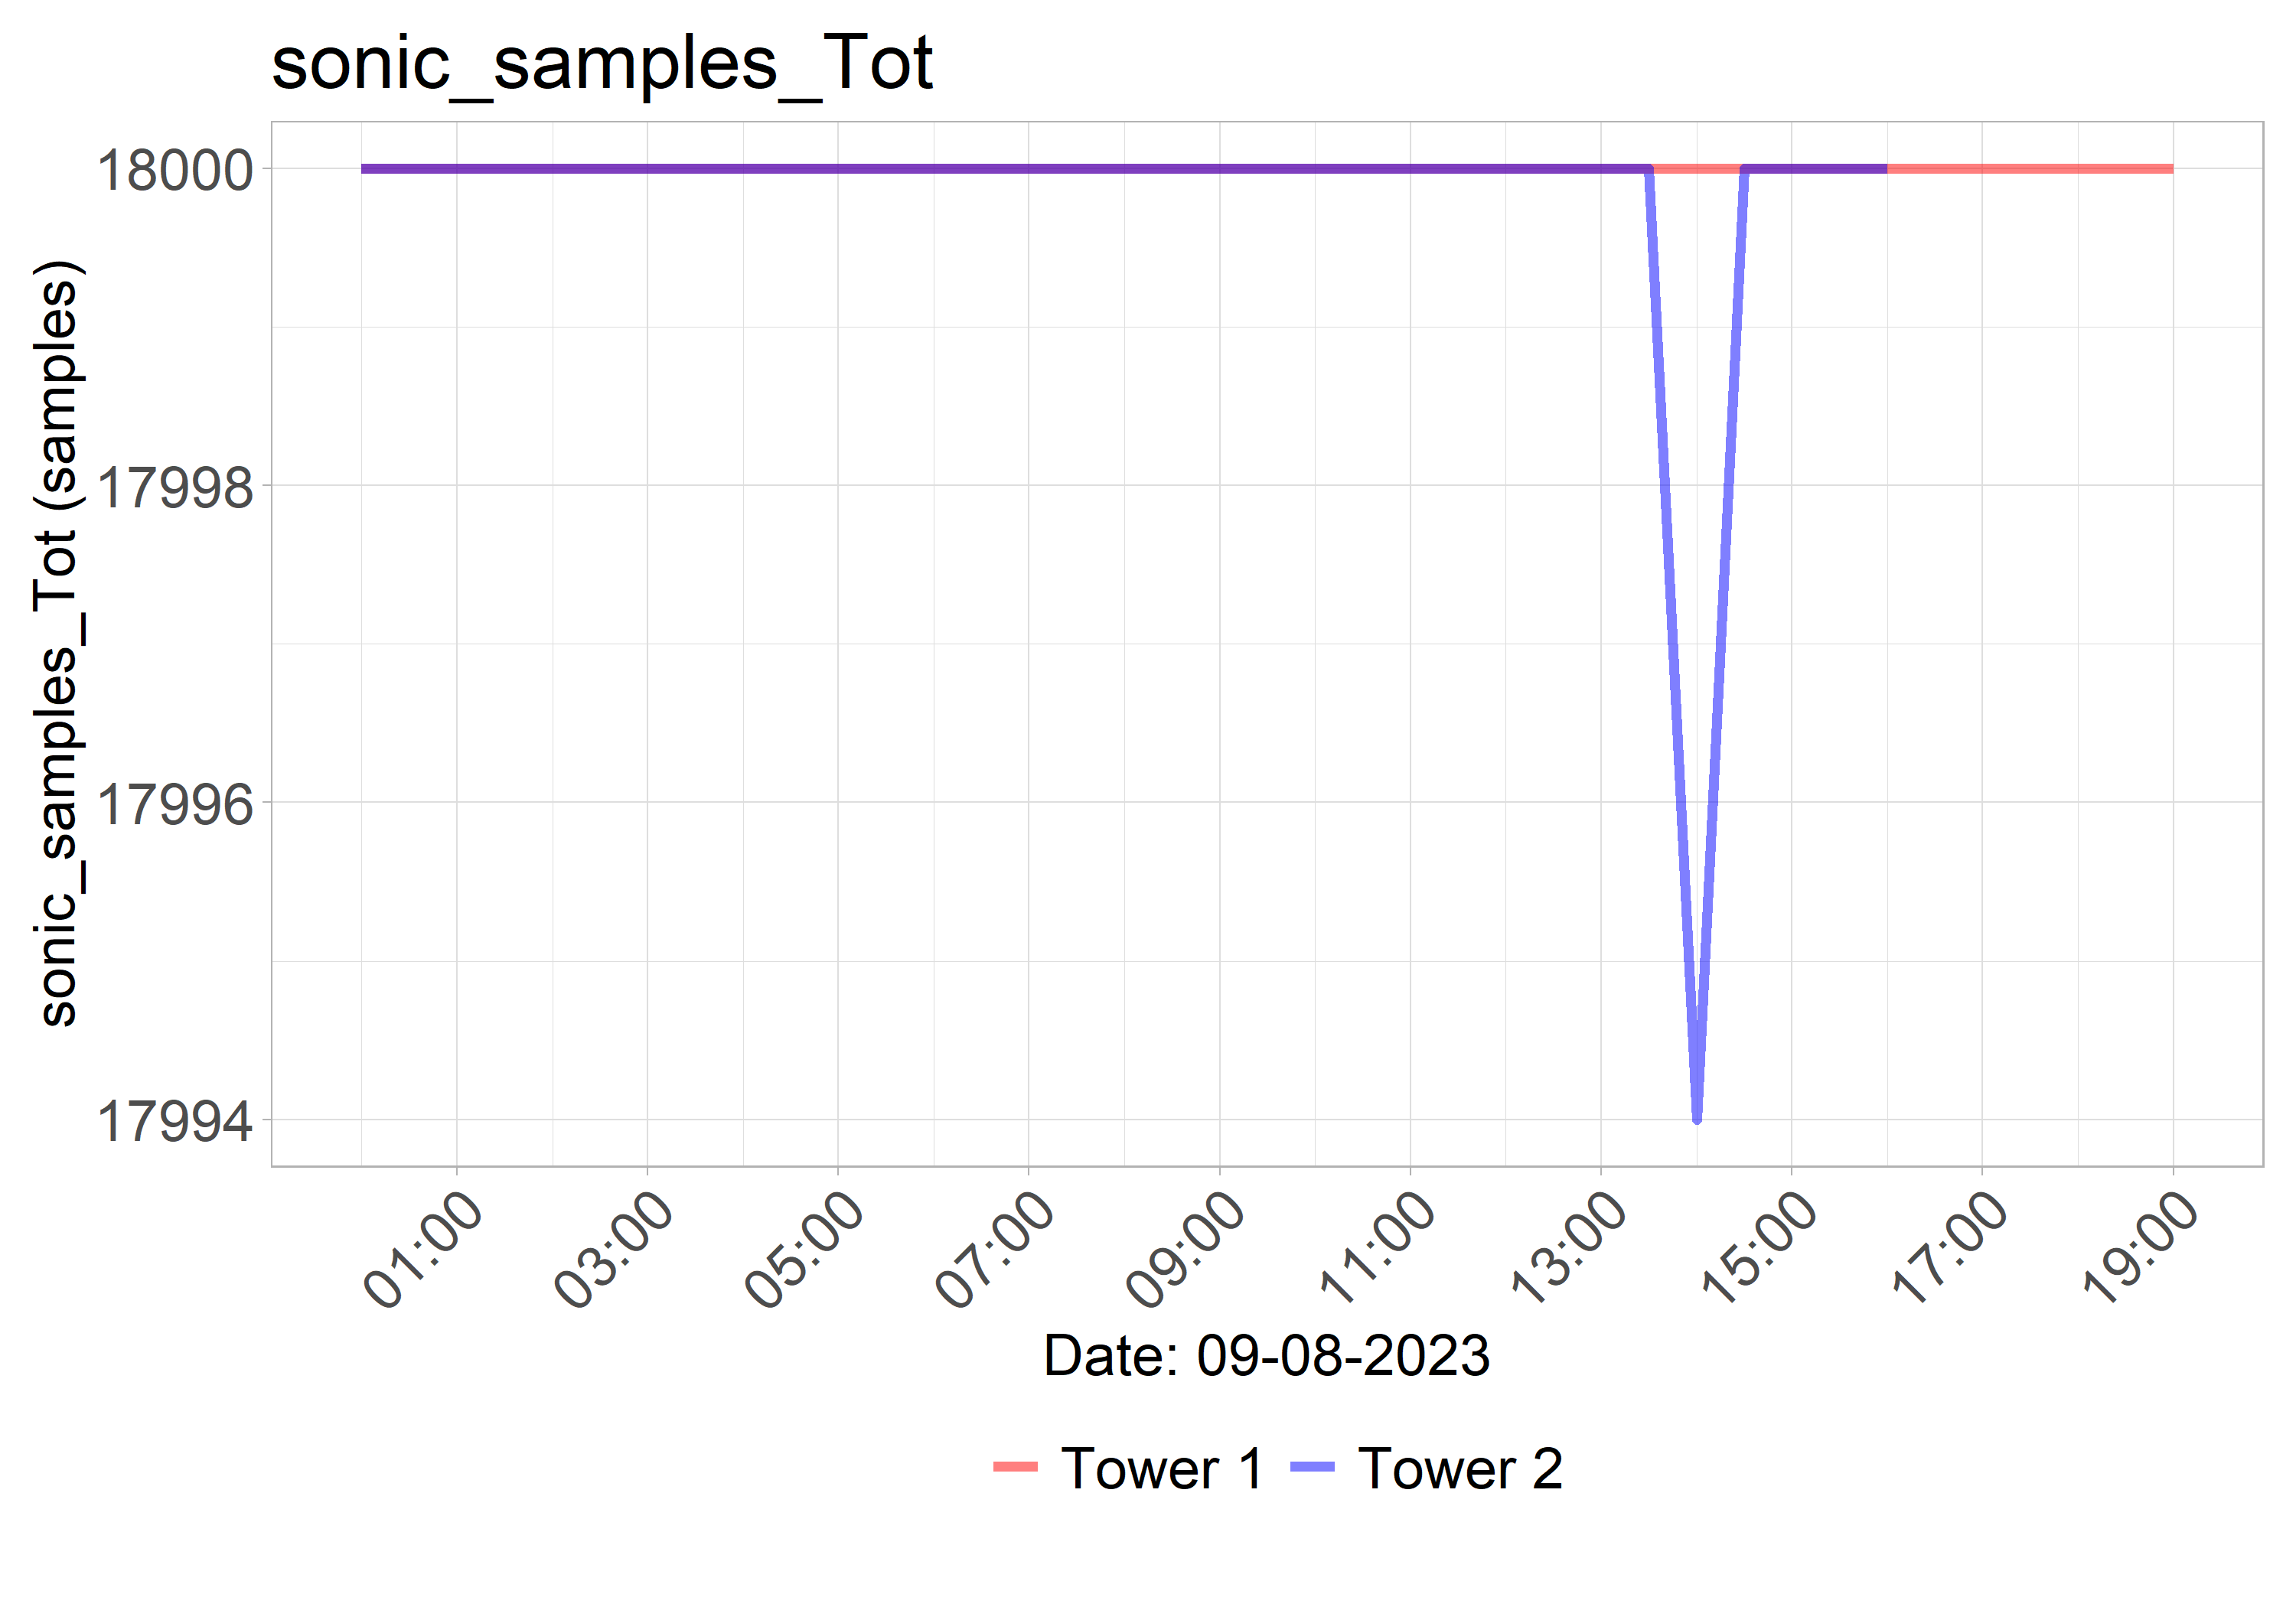 sonic_samples_Tot
sonic_samples_Tot (samples)
18000
17998
17996
17994
01:00
03:00
05:00
07:00
09:00
11:00
13:00
15:00
17:00
19:00
Date: 09-08-2023
Tower 1
Tower 2